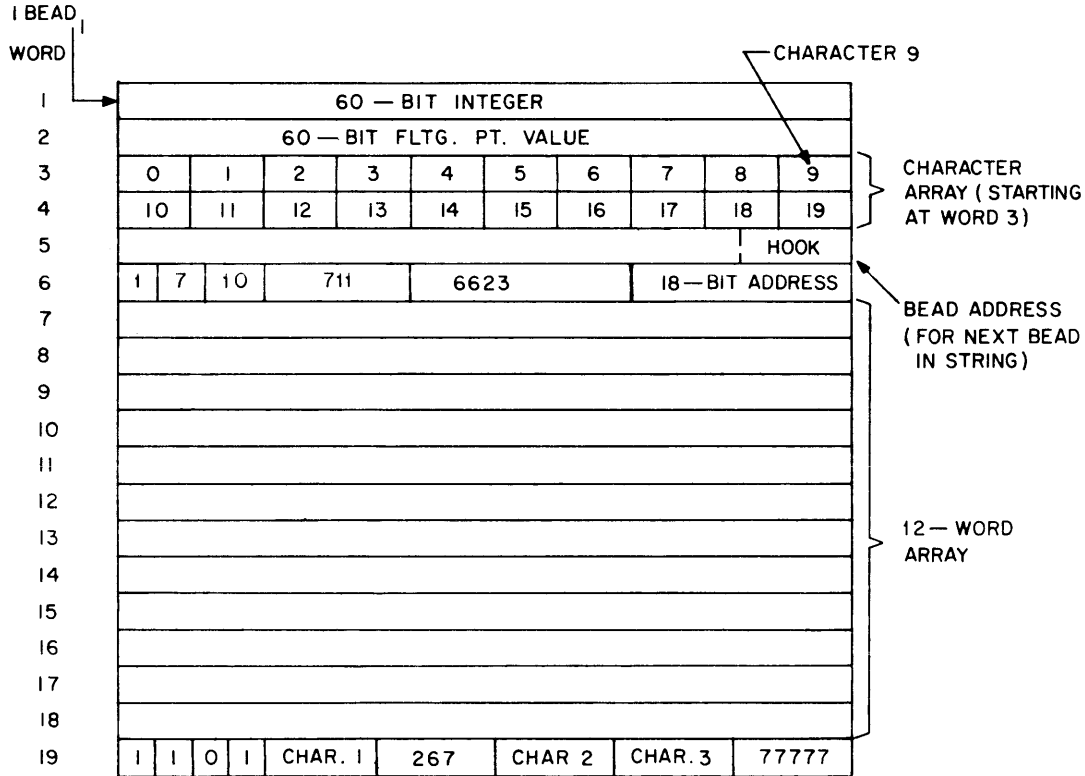 1 BEAD
WORD
CHARACTER 9
1 60 — BIT INTEGER
2 60 — BIT FLTG. PT. VALUE
3 0 1 2 3 4 5 6 7 8 9
4 10 11 12 13 14 15 16 17 18 19
CHARACTER
ARRAY ( STARTING
AT WORD 3)
5 HOOK
6 1 7 10 711 6623 18 — BIT ADDRESS
BEAD ADDRESS
( FOR NEXT BEAD
IN STRING)
7
8
9
10
11
12
13
14
15
16
17
18
12 — WORD
ARRAY
19 1 1 0 1 CHAR. 1 267 CHAR 2 CHAR. 3 77777